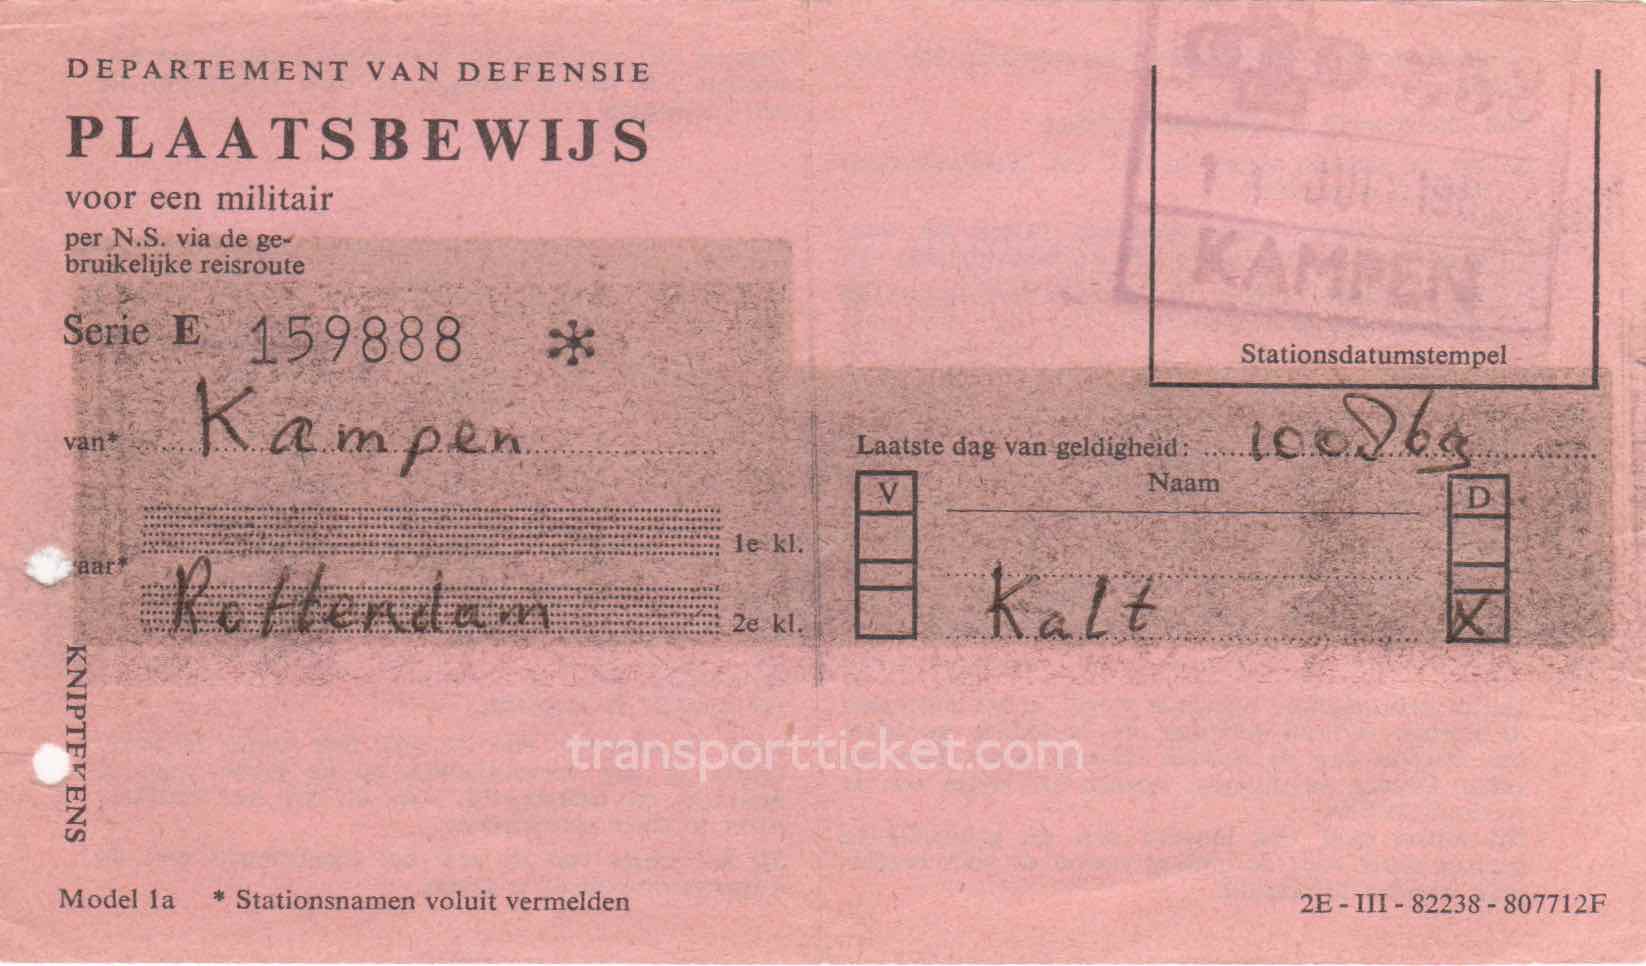 DEPARTEMENT VAN DEFENSIE
PLAATSBEWIJS
voor een militair
per N.S. via de ge-
bruikelijke reisroute
Serie E 159888 *
van* Kampen
1e kl.
aar*
Rotterdam 2e kl.
KNIPTEKENS
KAMPEN
Stationsdatumstempel
Laatste dag van geldigheid:
Naam
V
D
Kalt X
transportticket.com
Model 1a * Stationsnamen voluit vermelden
2E - III - 82238 - 807712F